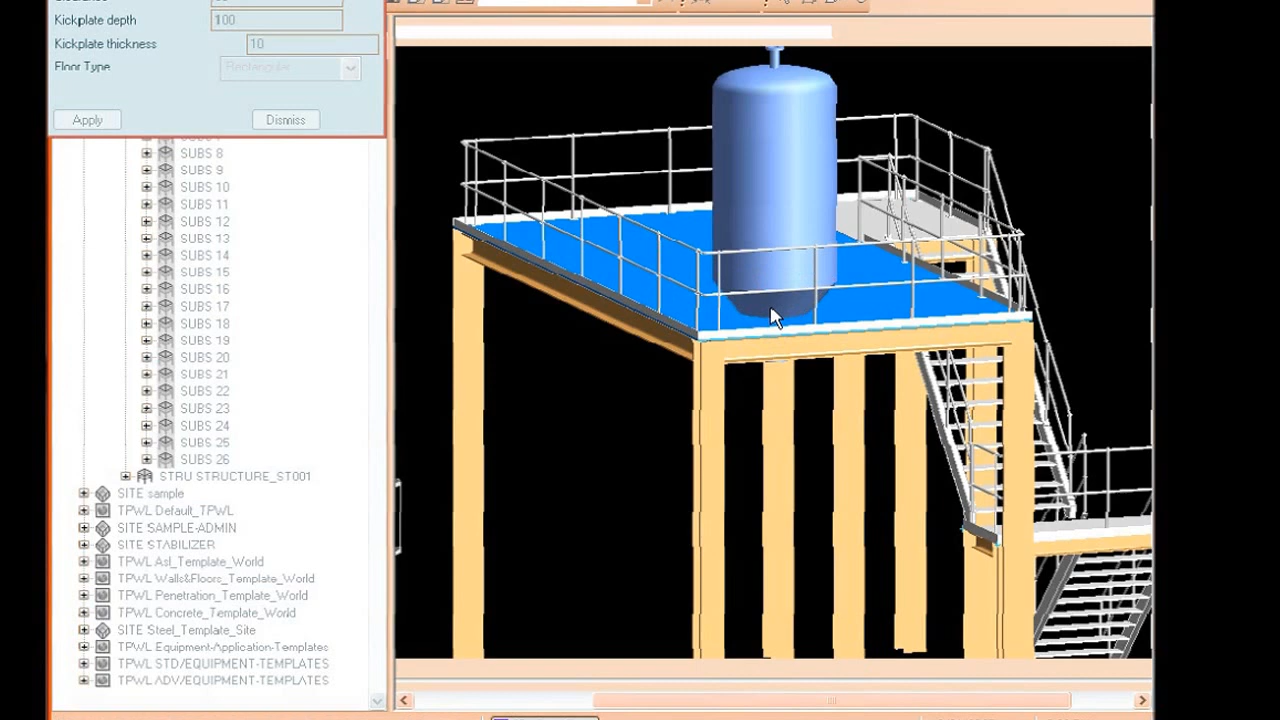 Kickplate depth 100
Kickplate thickness 10
Floor Type Rectangular
Apply Dismiss
SUBS 8
SUBS 9
SUBS 10
SUBS 11
SUBS 12
SUBS 13
SUBS 14
SUBS 15
SUBS 16
SUBS 17
SUBS 18
SUBS 19
SUBS 20
SUBS 21
SUBS 22
SUBS 23
SUBS 24
SUBS 25
SUBS 26
STRU STRUCTURE_ST001
SITE sample
TPWL Default_TPWL
SITE SAMPLE-ADMIN
SITE STABILIZER
TPWL Asl_Template_World
TPWL Walls&Floors_Template_World
TPWL Penetration_Template_World
TPWL Concrete_Template_World
SITE Steel_Template_Site
TPWL Equipment-Application-Templates
TPWL STD/EQUIPMENT-TEMPLATES
TPWL ADV/EQUIPMENT-TEMPLATES